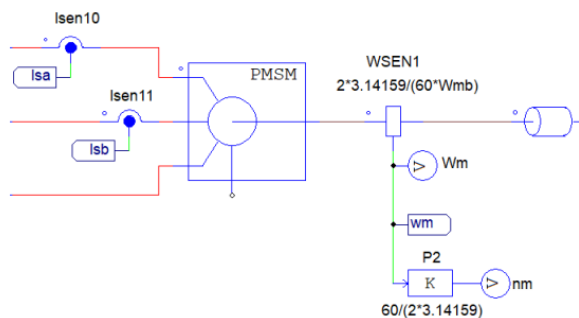 Isen10
Isa
PMSM
WSEN1
2*3.14159/(60*Wmb)
Isen11
Isb
V
Wm
wm
P2
K
V
nm
60/(2*3.14159)